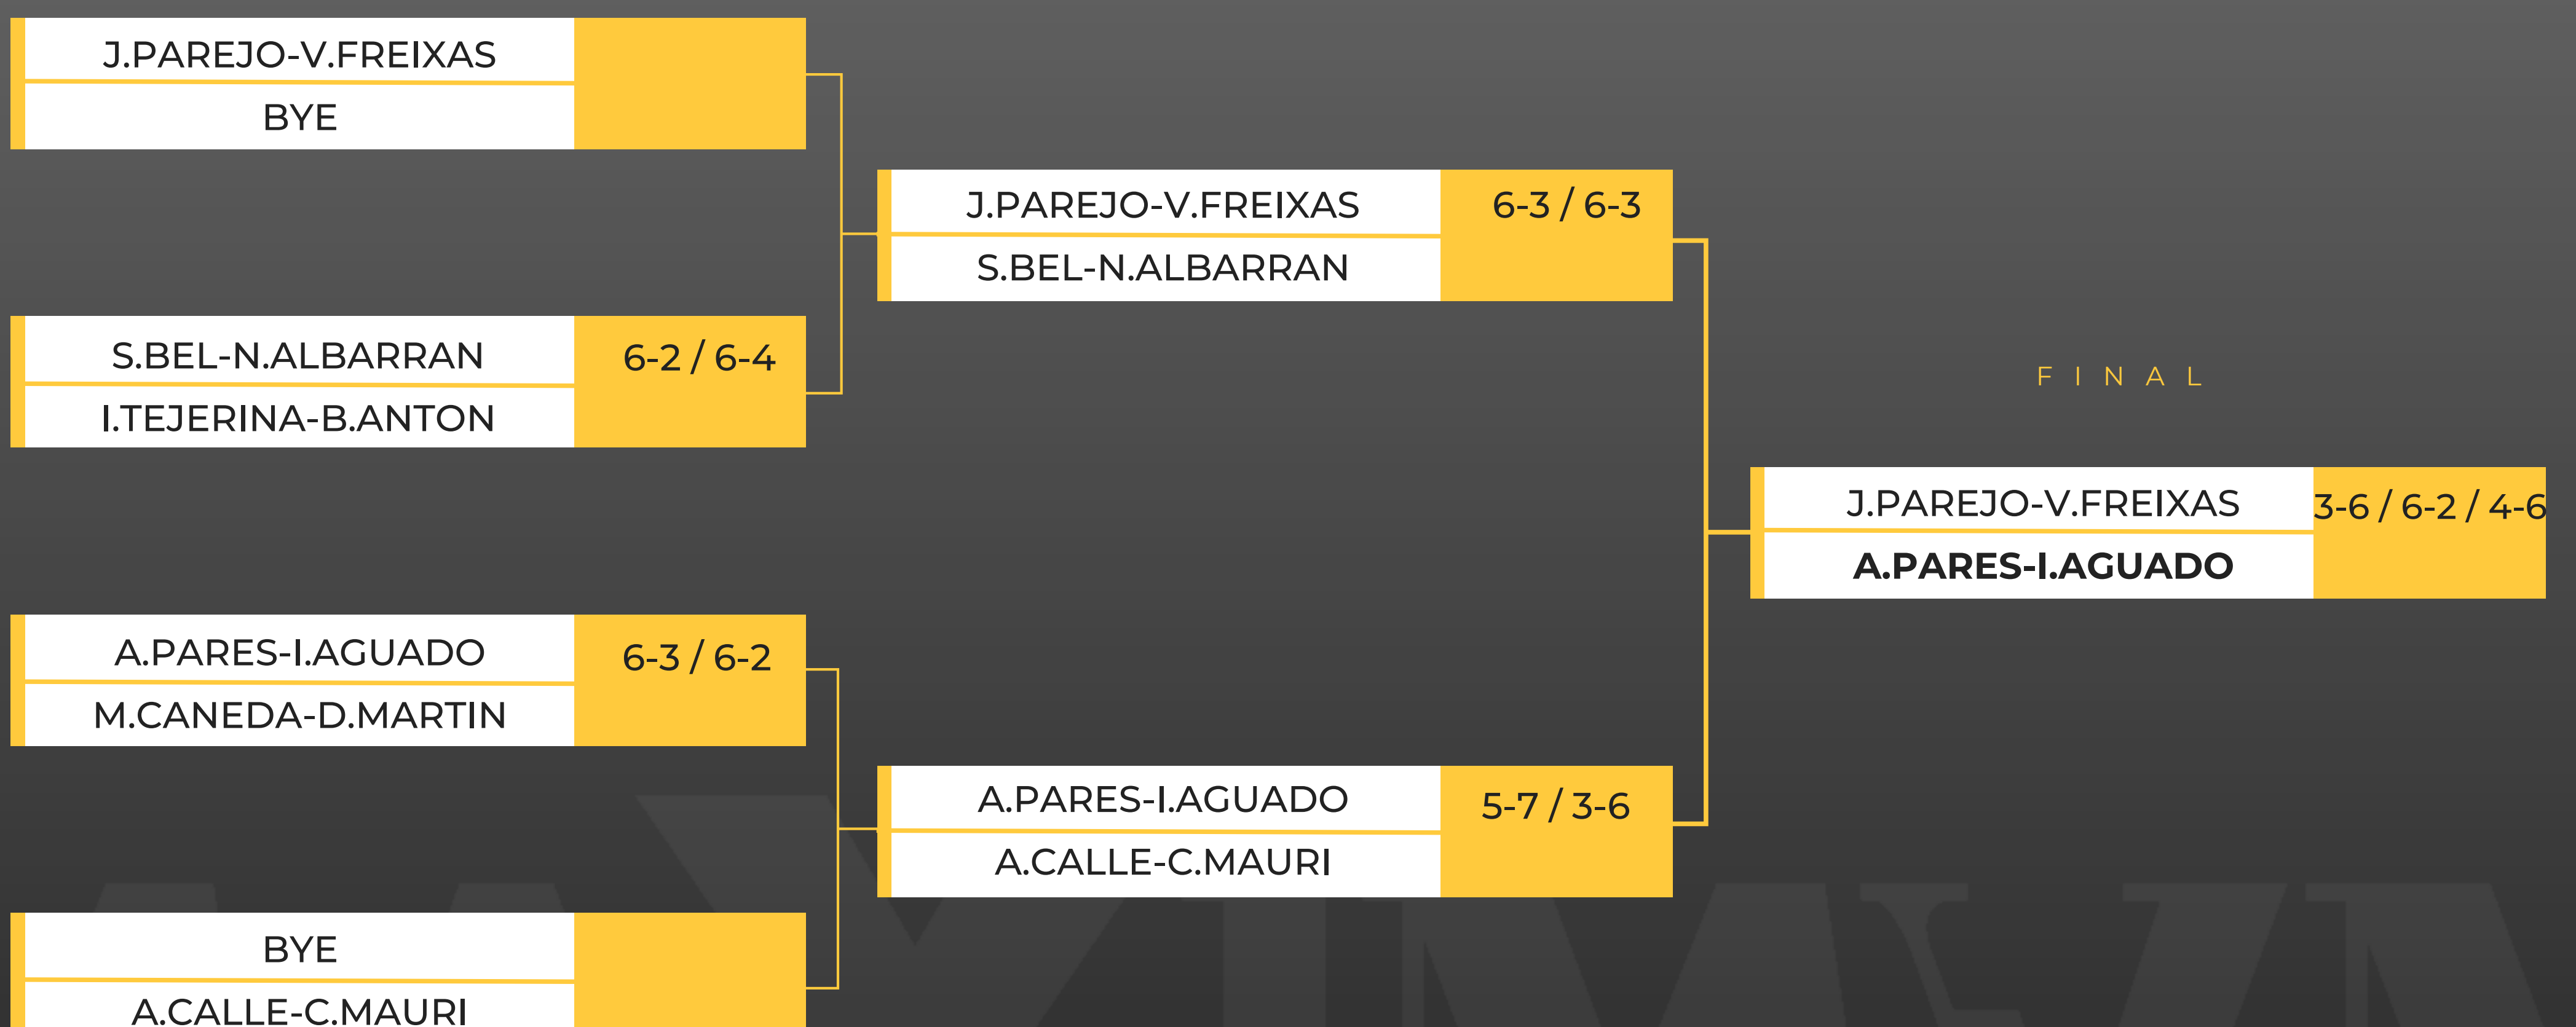 J.PAREJO-V.FREIXAS
BYE
S.BEL-N.ALBARRAN 6-2 / 6-4
I.TEJERINA-B.ANTON
A.PARES-I.AGUADO 6-3 / 6-2
M.CANEDA-D.MARTIN
BYE
A.CALLE-C.MAURI
J.PAREJO-V.FREIXAS 6-3 / 6-3
S.BEL-N.ALBARRAN
A.PARES-I.AGUADO 5-7 / 3-6
A.CALLE-C.MAURI
FINAL
J.PAREJO-V.FREIXAS 3-6 / 6-2 / 4-6
A.PARES-I.AGUADO